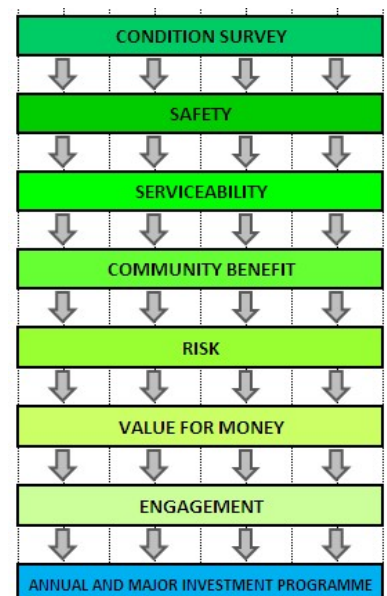 CONDITION SURVEY
SAFETY
SERVICEABILITY
COMMUNITY BENEFIT
RISK
VALUE FOR MONEY
ENGAGEMENT
ANNUAL AND MAJOR INVESTMENT PROGRAMME